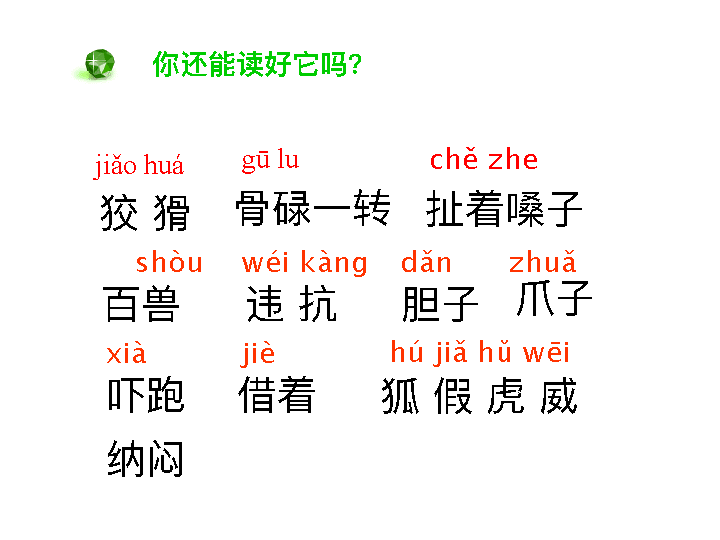 你还能读好它吗?
jiǎo huá gū lu chě zhe
狡 猾 骨碌一转 扯着嗓子
shòu wéi kàng dǎn zhuǎ
百兽 违 抗 胆子 爪子
xià jiè hú jiǎ hǔ wēi
吓跑 借着 狐 假 虎 威
纳闷